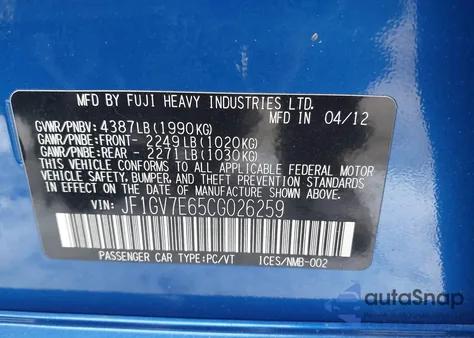 MFD BY FUJI HEAVY INDUSTRIES LTD.
MFD IN 04/12
GVWR/PNBV: 4387LB(1990KG)
GAWR/PNBE:FRONT- 2249LB(1020KG)
GAWR/PNBE:REAR - 2271LB(1030KG)
THIS VEHICLE CONFORMS TO ALL APPLICABLE FEDERAL MOTOR
VEHICLE SAFETY, BUMPER, AND THEFT PREVENTION STANDARDS
IN EFFECT ON THE DATE OF MANUFACTURE SHOWN ABOVE.
VIN: JF1GV7E65CG026259
PASSENGER CAR TYPE:PC/VT ICES/NMB-002
autoSnap